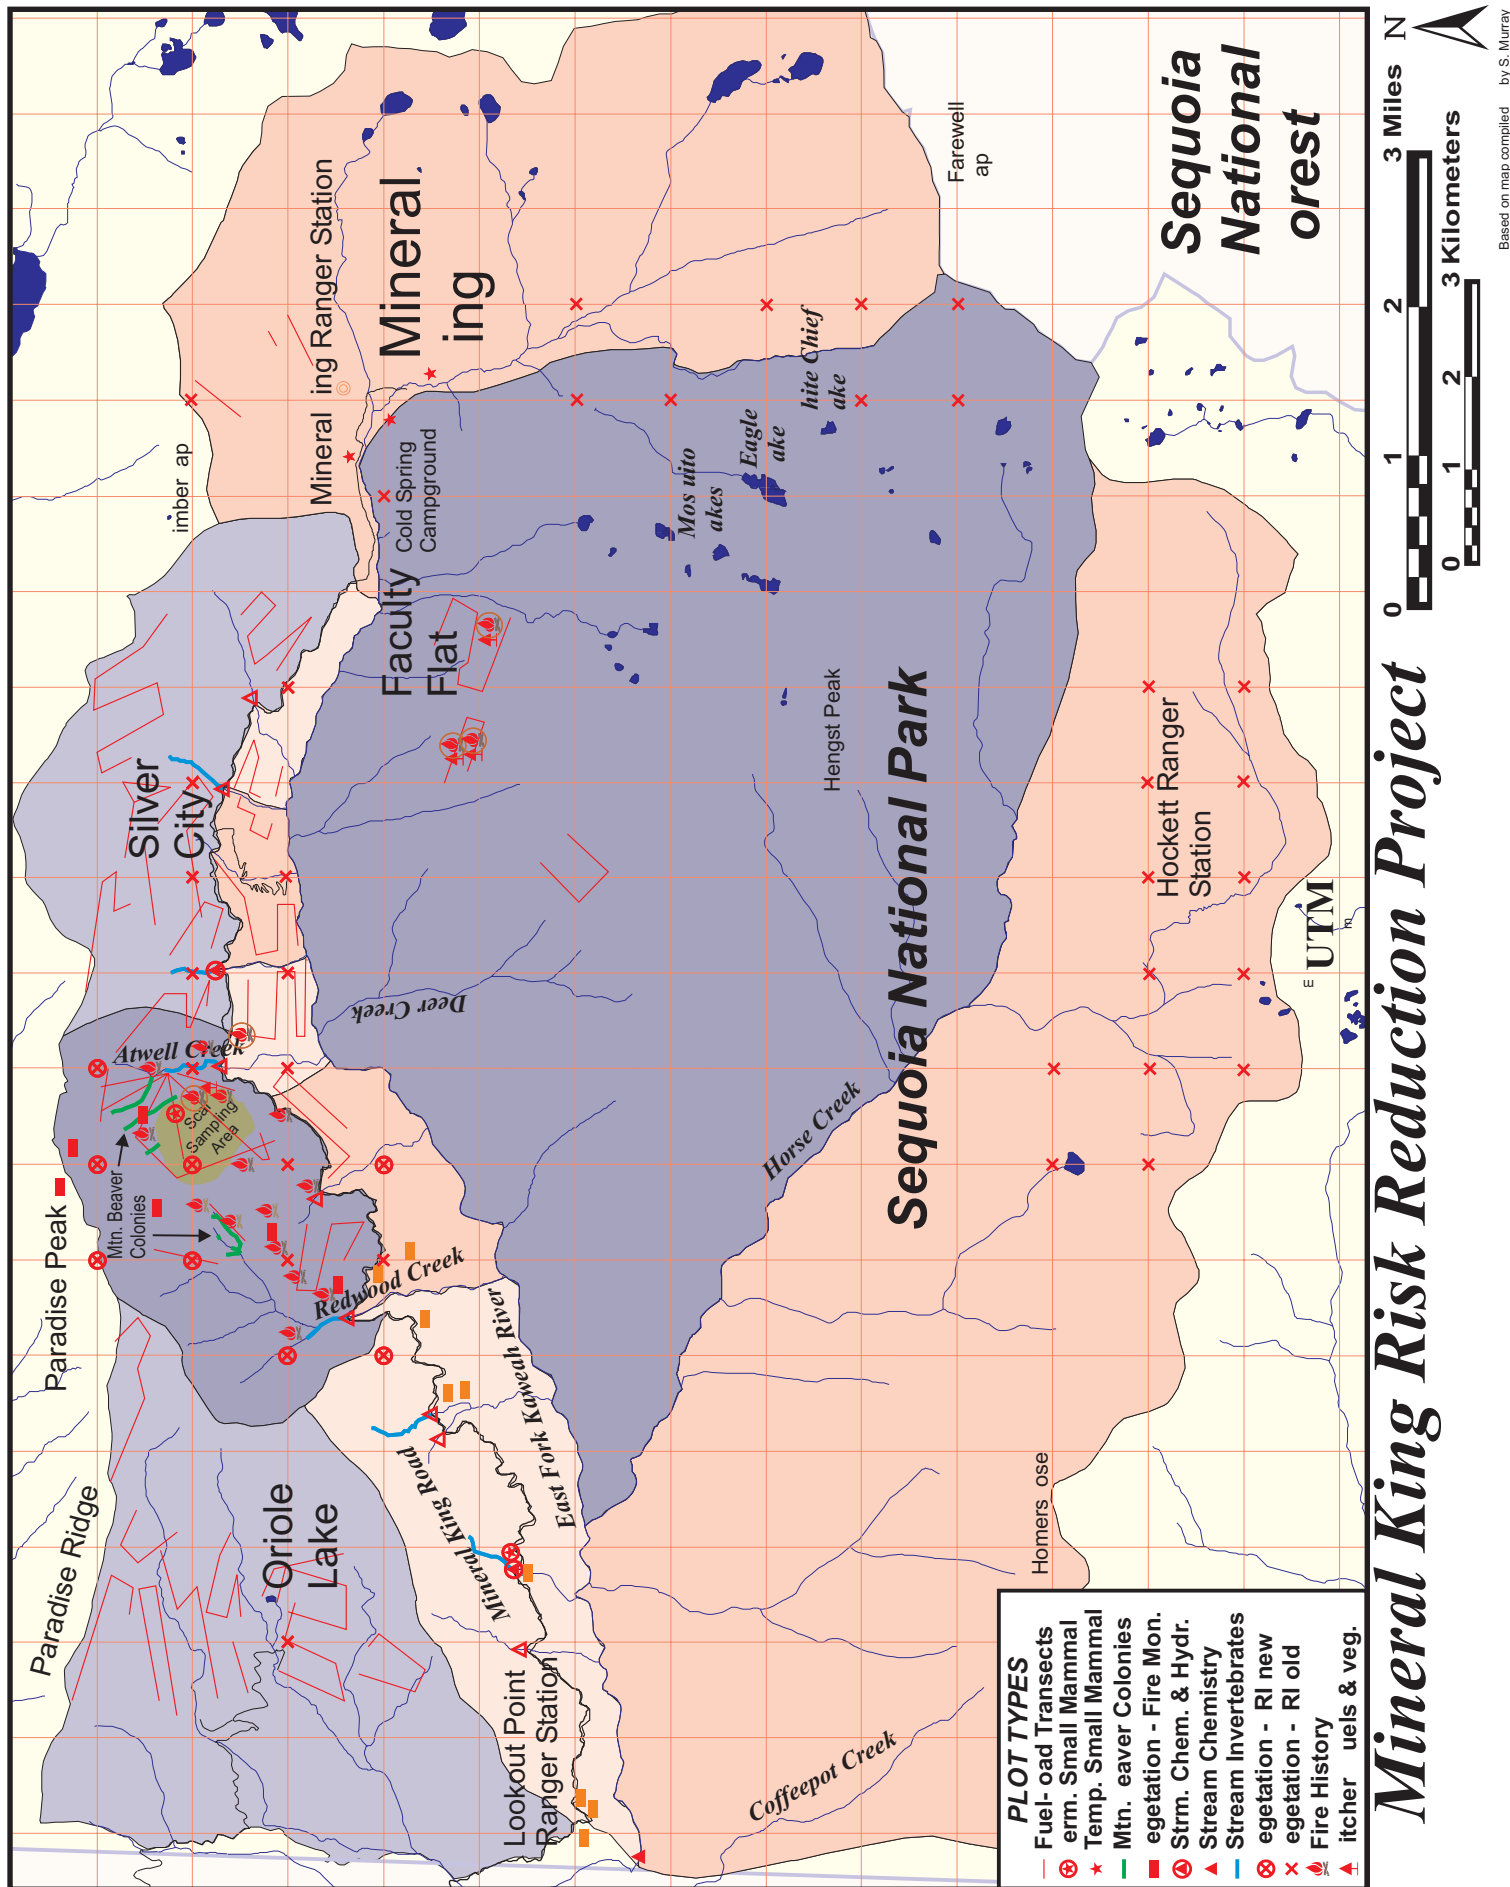 Paradise Ridge
Paradise Peak
Mtn. Beaver
Colonies
Atwell Creek
Scar
Sampling
Area
Silver
City
imber ap
Oriole
Lake
Redwood Creek
Deer Creek
Faculty
Flat
Cold Spring
Campground
Mineral ing Ranger Station
Mineral
ing
Mineral King Road
East Fork Kaweah River
Lookout Point
Ranger Station
Mos uito
akes
Eagle
ake
hite Chief
ake
Farewell
ap
Hengst Peak
Horse Creek
Sequoia National Park
Coffeepot Creek
Homers ose
Hockett Ranger
Station
Sequoia
National
orest
E
UTM
m
PLOT TYPES
Fuel- oad Transects
erm. Small Mammal
Temp. Small Mammal
Mtn. eaver Colonies
egetation - Fire Mon.
Strm. Chem. & Hydr.
Stream Chemistry
Stream Invertebrates
egetation - RI new
egetation - RI old
Fire History
itcher uels & veg.
Mineral King Risk Reduction Project
0 1 2 3 Miles
0 1 2 3 Kilometers
N
Based on map compiled by S. Murray